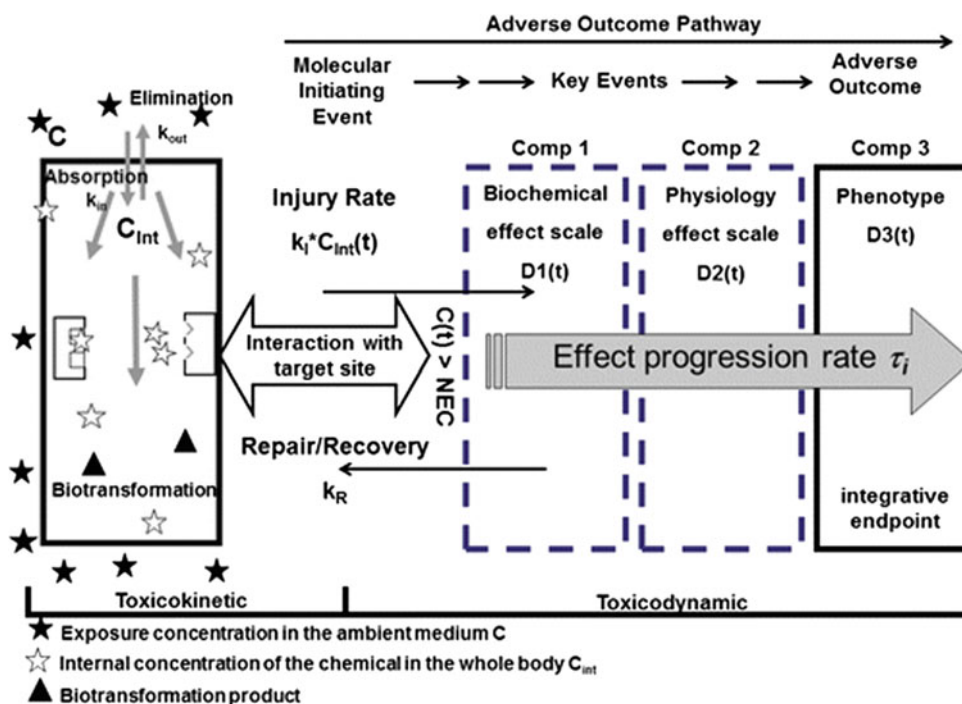 Adverse Outcome Pathway
Molecular
Initiating
Event
Key Events
Adverse
Outcome
Elimination
C
k_out
Absorption
k_in
C_Int
Biotransformation
Injury Rate
k_I*C_Int(t)
Interaction with
target site
Repair/Recovery
k_R
C(t) > NEC
Comp 1
Biochemical
effect scale
D1(t)
Comp 2
Physiology
effect scale
D2(t)
Comp 3
Phenotype
D3(t)
Effect progression rate τ_i
integrative
endpoint
Toxicokinetic
Toxicodynamic
Exposure concentration in the ambient medium C
Internal concentration of the chemical in the whole body C_int
Biotransformation product